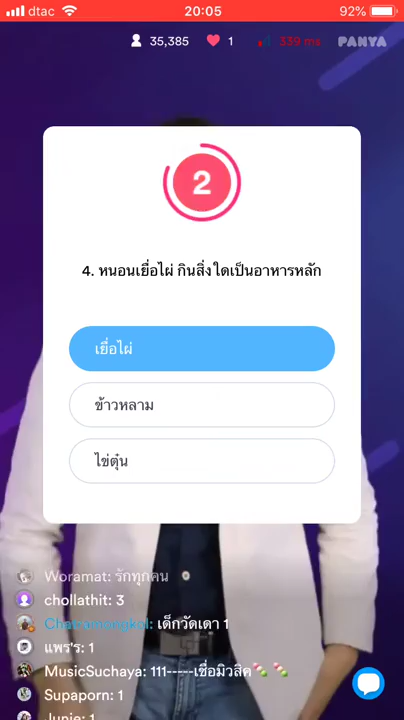 dtac 20:05 92%
35,385 1 339 ms PANYA
2
4. หนอนเยื่อไผ่ กินสิ่งใดเป็นอาหารหลัก
เยื่อไผ่
ข้าวหลาม
ไข่ตุ๋น
Woramat: รักทุกคน
chollathit: 3
Chaisamongkol: เด็กวัดเดา 1
แพร'ร: 1
MusicSuchaya: 111-----เชื่อมิวสิค
Supaporn: 1
Junie: 1